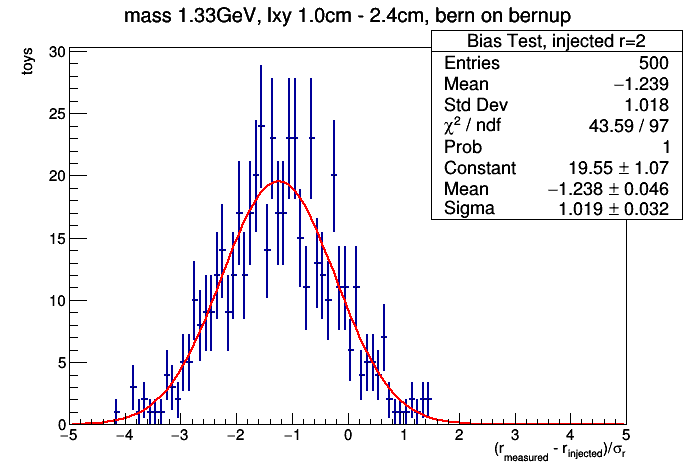 mass 1.33GeV, lxy 1.0cm - 2.4cm, bern on bernup
Bias Test, injected r=2
Entries 500
Mean −1.239
Std Dev 1.018
χ² / ndf 43.59 / 97
Prob 1
Constant 19.55 ± 1.07
Mean −1.238 ± 0.046
Sigma 1.019 ± 0.032
toys
30
25
20
15
10
5
0
−5 −4 −3 −2 −1 0 1 2 3 4 5
(r_measured - r_injected)/σ_r